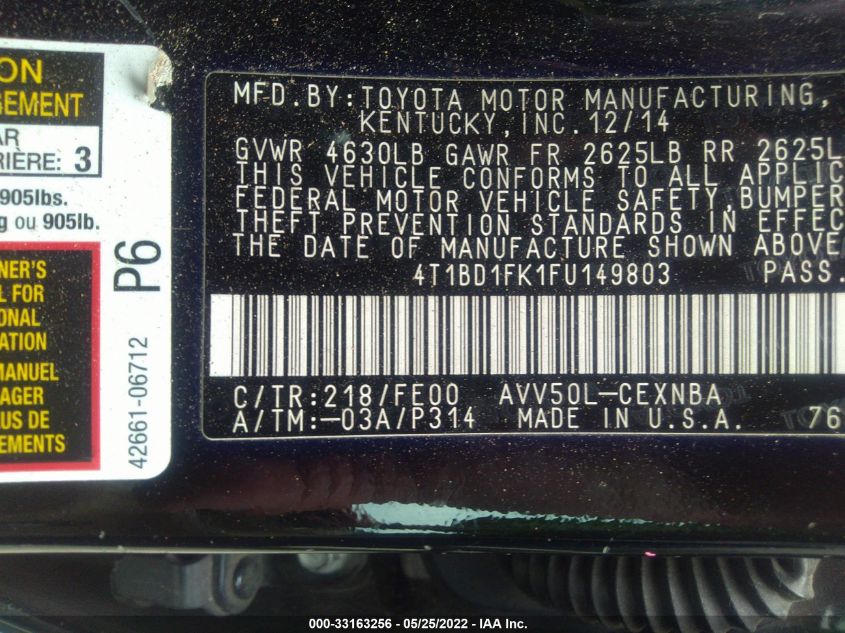 ON
GEMENT
AR
RIÈRE: 3
905lbs.
g ou 905lb.
NER'S
L FOR
ONAL
ATION
MANUEL
AGER
US DE
EMENTS
P6
42661-06712
MFD.BY:TOYOTA MOTOR MANUFACTURING,
KENTUCKY,INC.12/14
GVWR 4630LB GAWR FR 2625LB RR 2625L
THIS VEHICLE CONFORMS TO ALL APPLIC
FEDERAL MOTOR VEHICLE SAFETY,BUMPER
THEFT PREVENTION STANDARDS IN EFFEC
THE DATE OF MANUFACTURE SHOWN ABOVE
4T1BD1FK1FU149803 PASS.
C/TR:218/FE00 AVV50L-CEXNBA
A/TM:-03A/P314 MADE IN U.S.A. 76
000-33163256 - 05/25/2022 - IAA Inc.